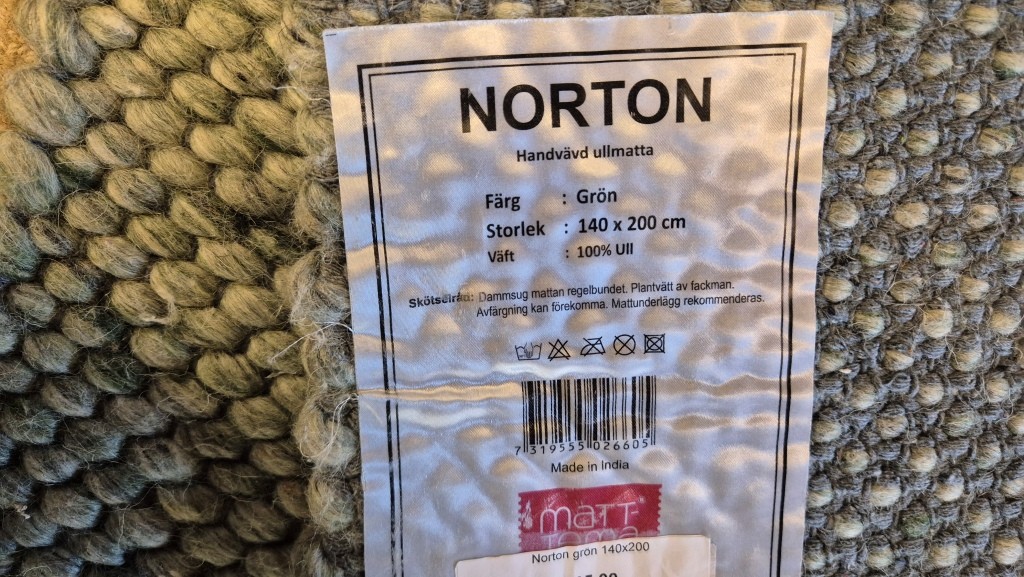 NORTON
Handvävd ullmatta
Färg : Grön
Storlek : 140 x 200 cm
Väft : 100% Ull
Skötselråd: Dammsug mattan regelbundet. Plantvätt av fackman.
Avfärgning kan förekomma. Mattunderlägg rekommenderas.
7 319555 026605
Made in India
maTT-
Norton grön 140x200